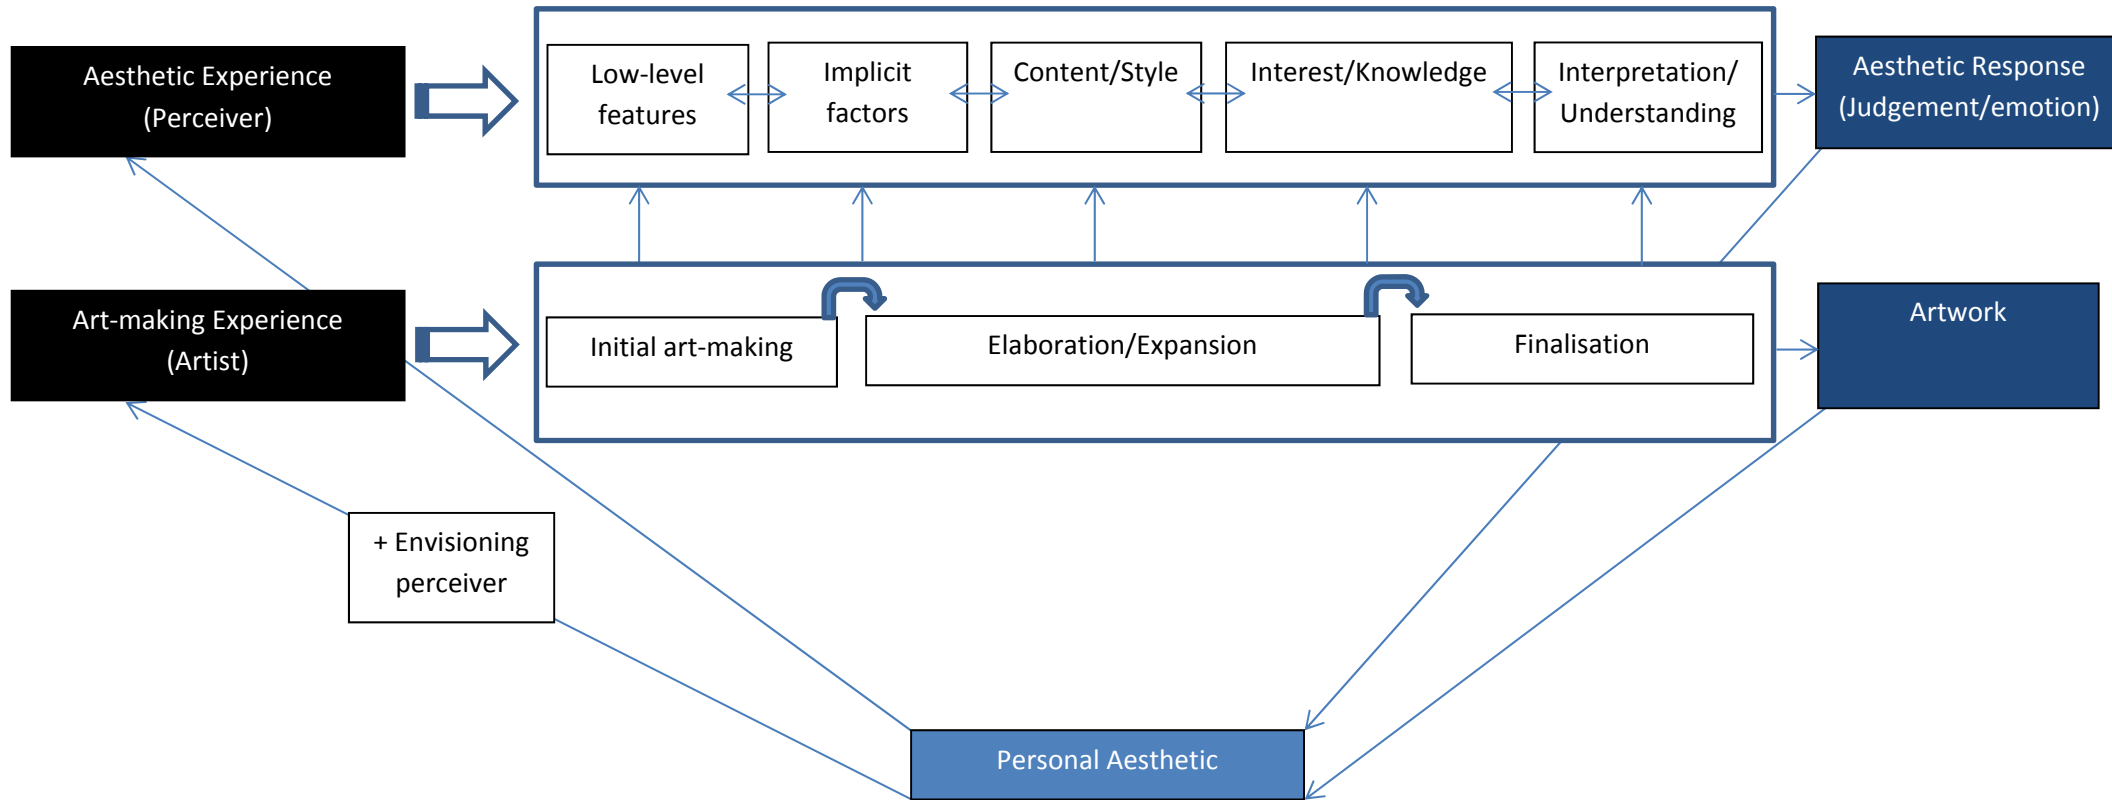 Aesthetic Experience
(Perceiver)
Low-level
features
Implicit
factors
Content/Style
Interest/Knowledge
Interpretation/
Understanding
Aesthetic Response
(Judgement/emotion)
Art-making Experience
(Artist)
Initial art-making
Elaboration/Expansion
Finalisation
Artwork
+ Envisioning
perceiver
Personal Aesthetic